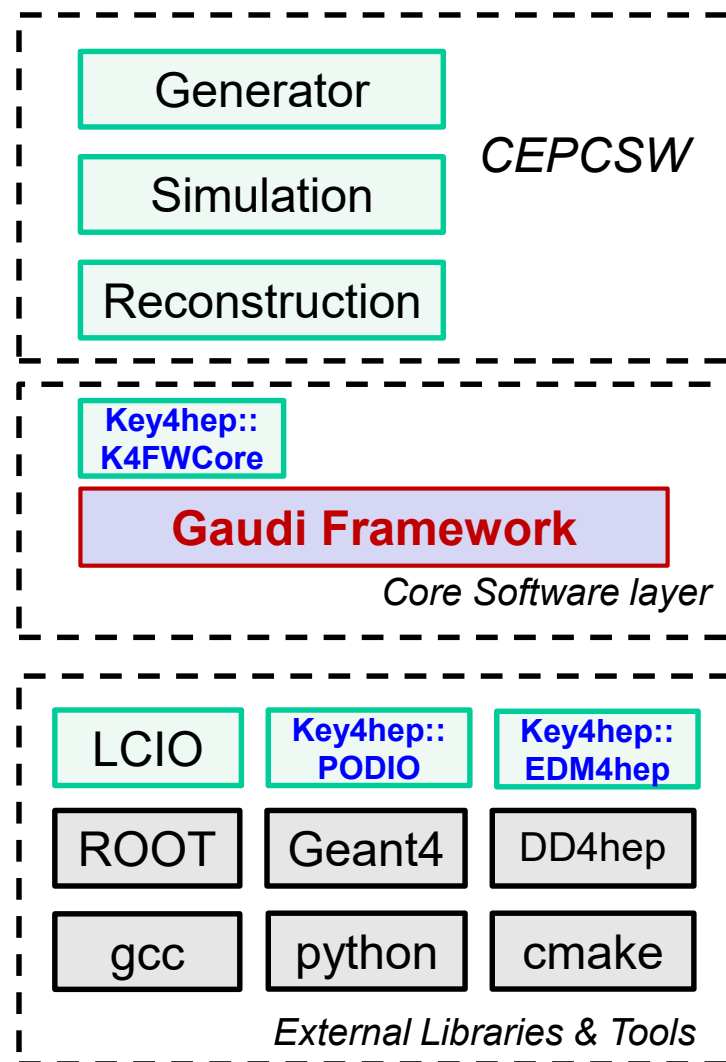 Generator
CEPCSW
Simulation
Reconstruction
Key4hep::
K4FWCore
Gaudi Framework
Core Software layer
LCIO
Key4hep::
PODIO
Key4hep::
EDM4hep
ROOT
Geant4
DD4hep
gcc
python
cmake
External Libraries & Tools